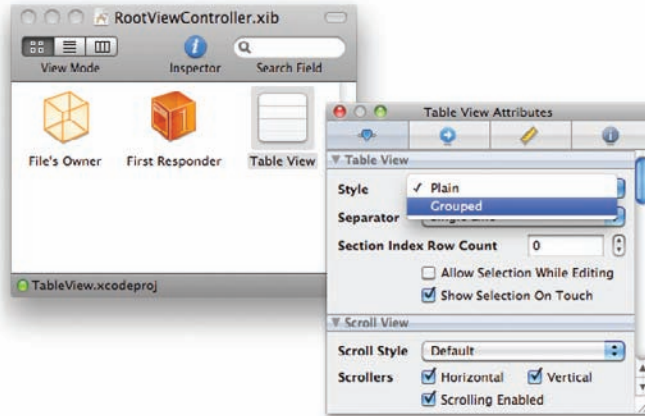 RootViewController.xib
View Mode
Inspector
Search Field
File's Owner
First Responder
Table View
TableView.xcodeproj
Table View Attributes
Table View
Style
✓ Plain
Grouped
Separator
Section Index Row Count
0
Allow Selection While Editing
Show Selection On Touch
Scroll View
Scroll Style
Default
Scrollers
Horizontal
Vertical
Scrolling Enabled